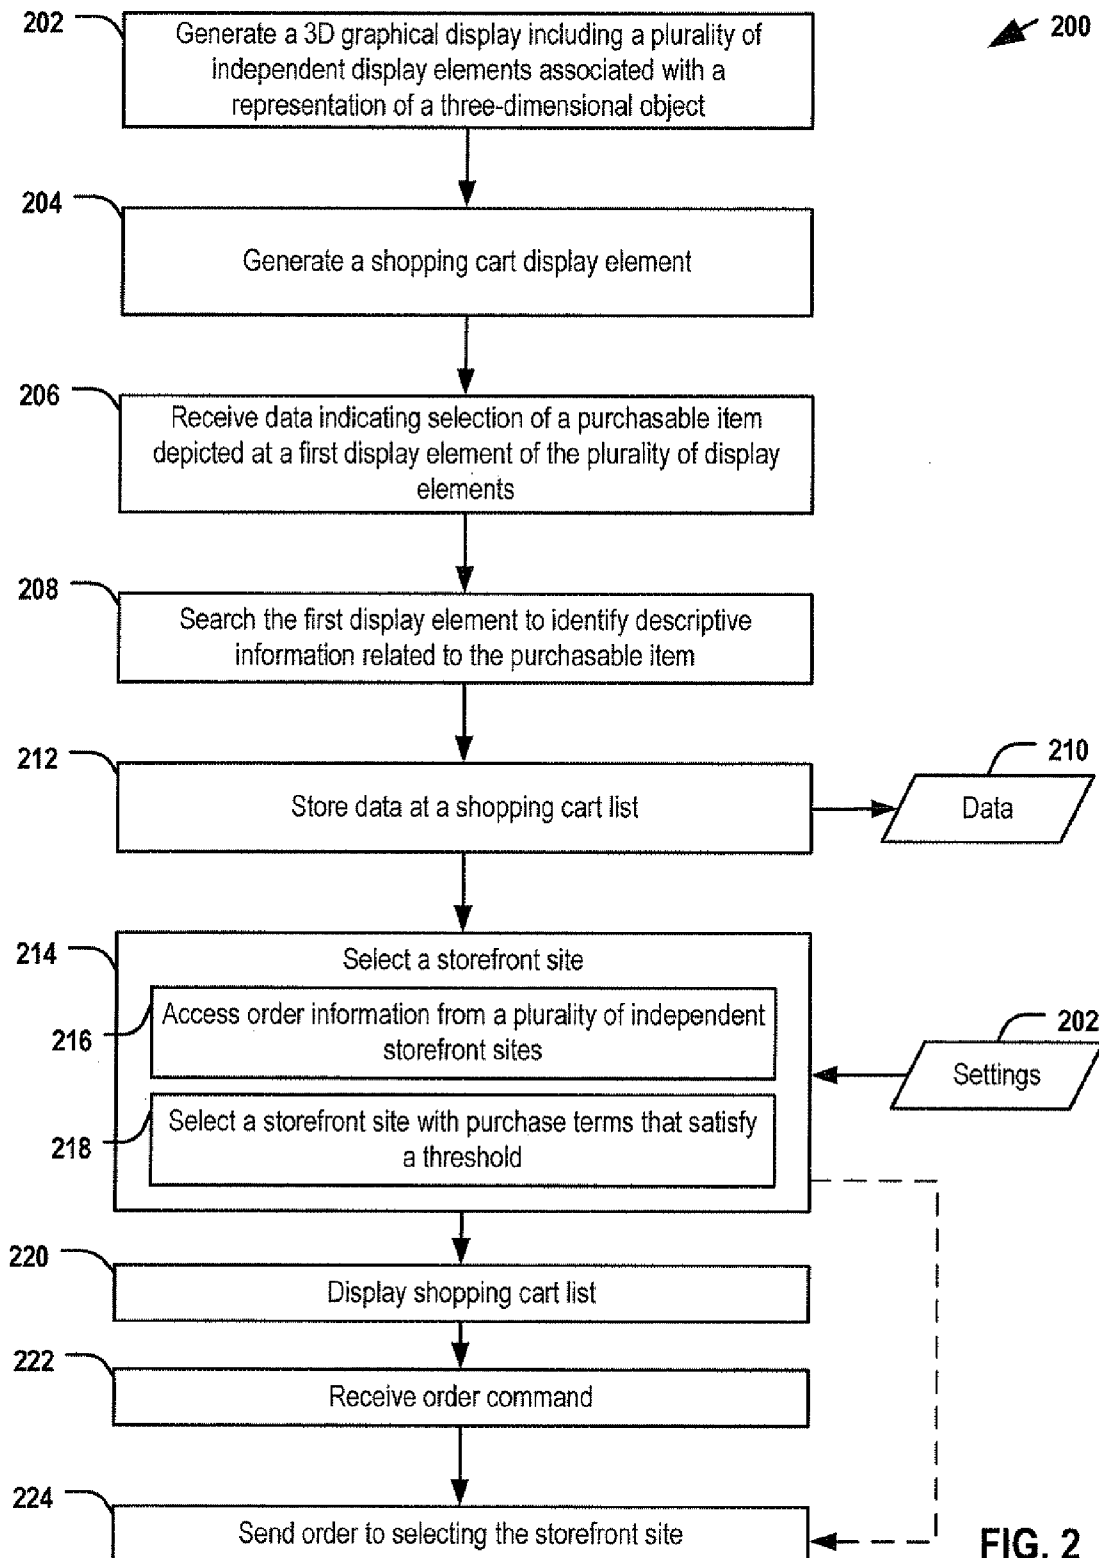 202
Generate a 3D graphical display including a plurality of
independent display elements associated with a
representation of a three-dimensional object
200
204
Generate a shopping cart display element
206
Receive data indicating selection of a purchasable item
depicted at a first display element of the plurality of display
elements
208
Search the first display element to identify descriptive
information related to the purchasable item
212
Store data at a shopping cart list
210
Data
214
Select a storefront site
216
Access order information from a plurality of independent
storefront sites
202
Settings
218
Select a storefront site with purchase terms that satisfy
a threshold
220
Display shopping cart list
222
Receive order command
224
Send order to selecting the storefront site
FIG. 2